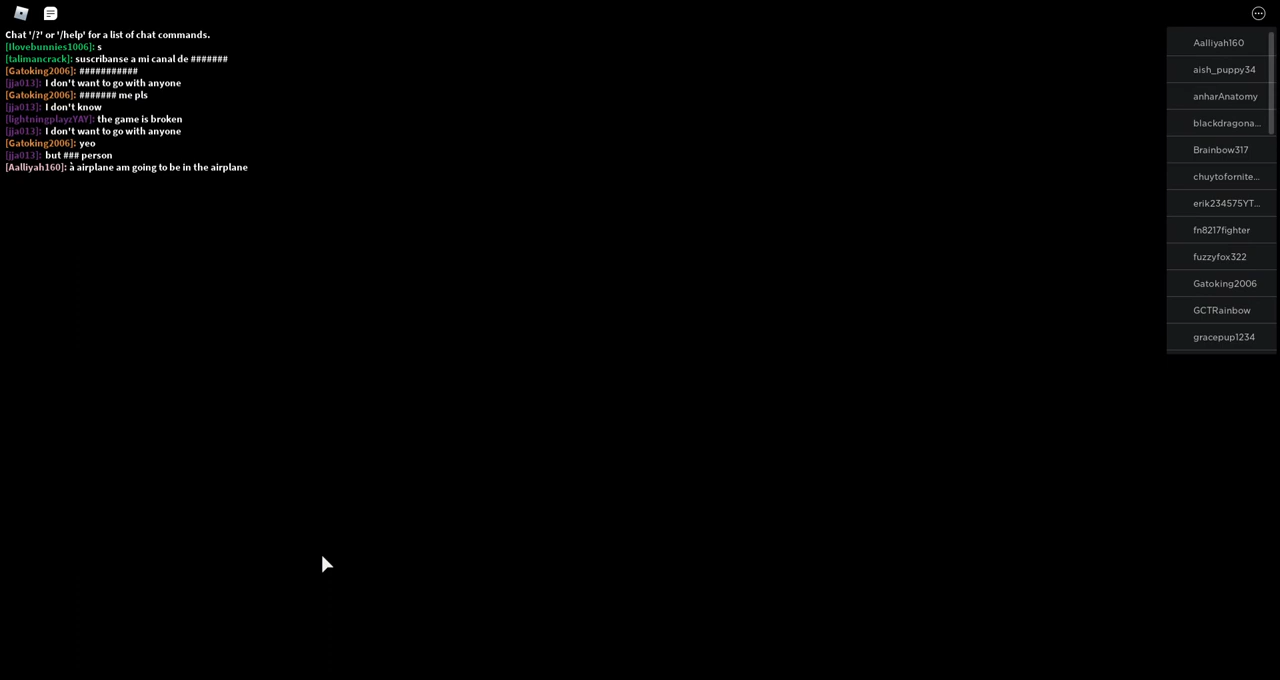 Chat '/?' or '/help' for a list of chat commands.
[Ilovebunnies1006]: s
[talimancrack]: suscribanse a mi canal de #######
[Gatoking2006]: ###########
[jja013]: I don't want to go with anyone
[Gatoking2006]: ####### me pls
[jja013]: I don't know
[lightningplayzYAY]: the game is broken
[jja013]: I don't want to go with anyone
[Gatoking2006]: yeo
[jja013]: but ### person
[Aalliyah160]: à airplane am going to be in the airplane
Aalliyah160
aish_puppy34
anharAnatomy
blackdragona...
Brainbow317
chuytofornite...
erik234575YT...
fn8217fighter
fuzzyfox322
Gatoking2006
GCTRainbow
gracepup1234